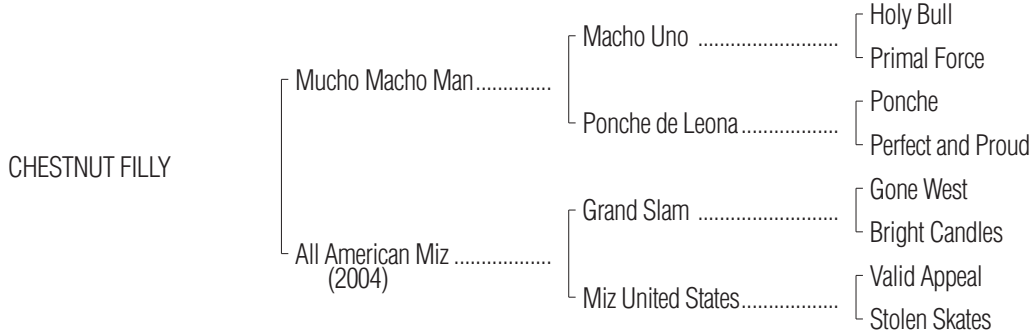 Holy Bull
Macho Uno ..........................
Primal Force
Mucho Macho Man..............
Ponche
Ponche de Leona..................
Perfect and Proud
CHESTNUT FILLY
Gone West
Grand Slam ..........................
Bright Candles
All American Miz ..................
(2004)
Valid Appeal
Miz United States..................
Stolen Skates